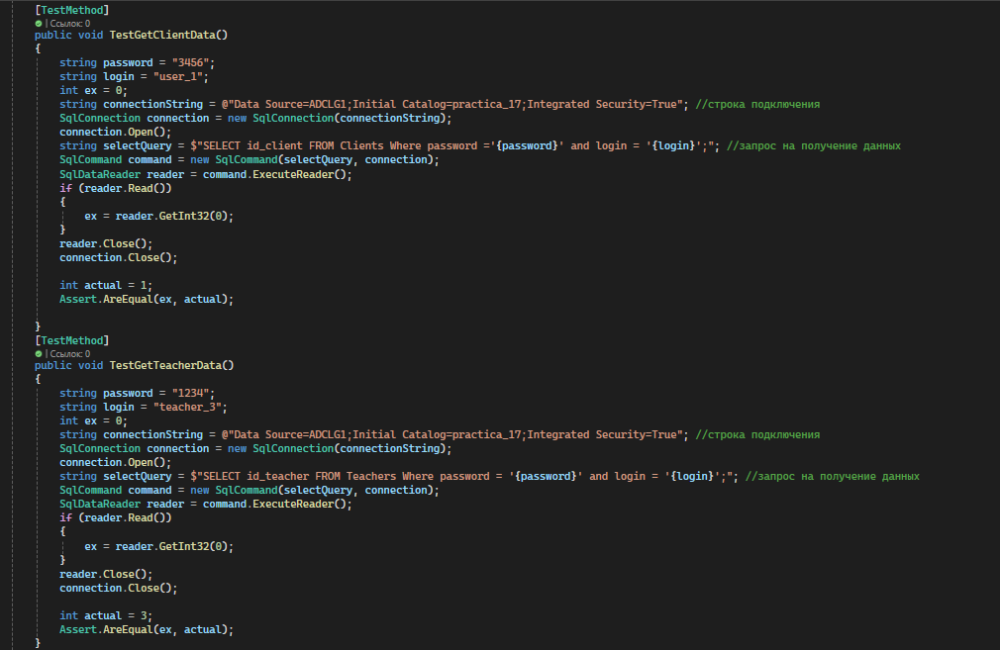 [TestMethod]
| Ссылок: 0
public void TestGetClientData()
{
string password = "3456";
string login = "user_1";
int ex = 0;
string connectionString = @"Data Source=ADCLG1;Initial Catalog=practica_17;Integrated Security=True"; //строка подключения
SqlConnection connection = new SqlConnection(connectionString);
connection.Open();
string selectQuery = $"SELECT id_client FROM Clients Where password ='{password}' and login = '{login}';"; //запрос на получение данных
SqlCommand command = new SqlCommand(selectQuery, connection);
SqlDataReader reader = command.ExecuteReader();
if (reader.Read())
{
ex = reader.GetInt32(0);
}
reader.Close();
connection.Close();
int actual = 1;
Assert.AreEqual(ex, actual);
}
[TestMethod]
| Ссылок: 0
public void TestGetTeacherData()
{
string password = "1234";
string login = "teacher_3";
int ex = 0;
string connectionString = @"Data Source=ADCLG1;Initial Catalog=practica_17;Integrated Security=True"; //строка подключения
SqlConnection connection = new SqlConnection(connectionString);
connection.Open();
string selectQuery = $"SELECT id_teacher FROM Teachers Where password = '{password}' and login = '{login}';"; //запрос на получение данных
SqlCommand command = new SqlCommand(selectQuery, connection);
SqlDataReader reader = command.ExecuteReader();
if (reader.Read())
{
ex = reader.GetInt32(0);
}
reader.Close();
connection.Close();
int actual = 3;
Assert.AreEqual(ex, actual);
}